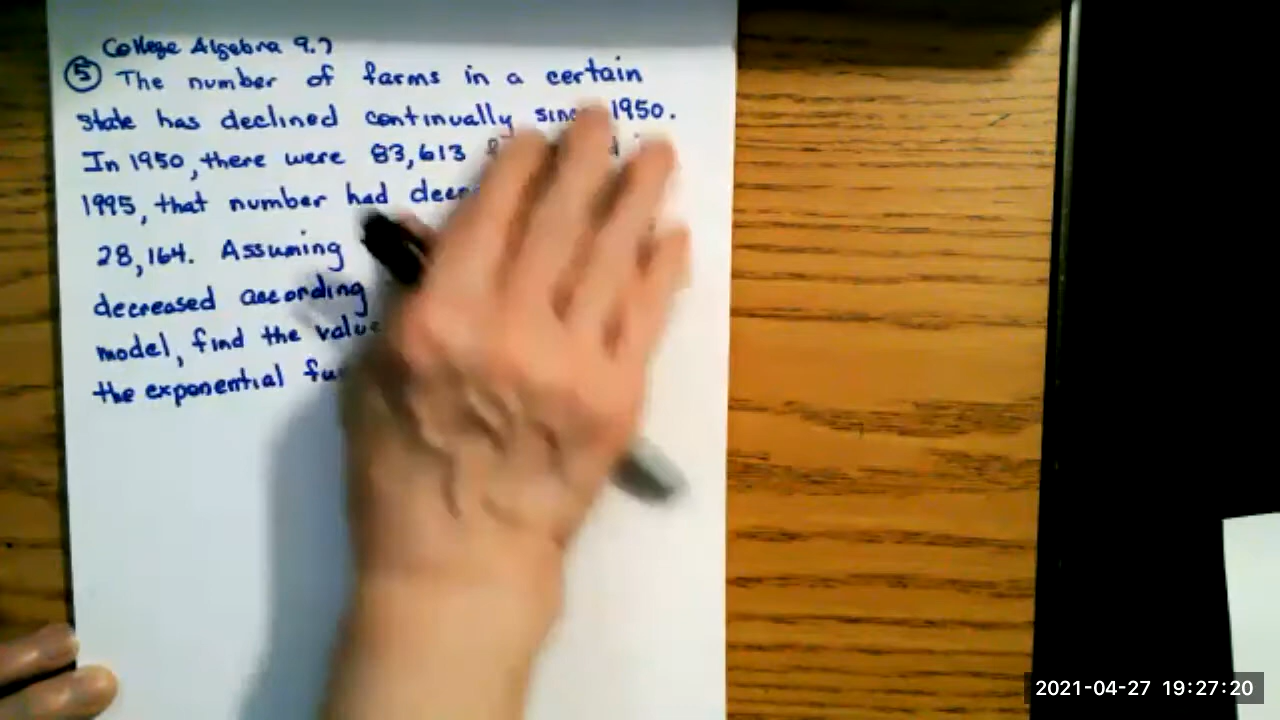 College Algebra 9.7
⑤ The number of farms in a certain
state has declined continually 1950.
In 1950, there were 83,613
1995, that number had
28,164. Assuming
decreased according
model, find the value
the exponential
2021-04-27 19:27:20